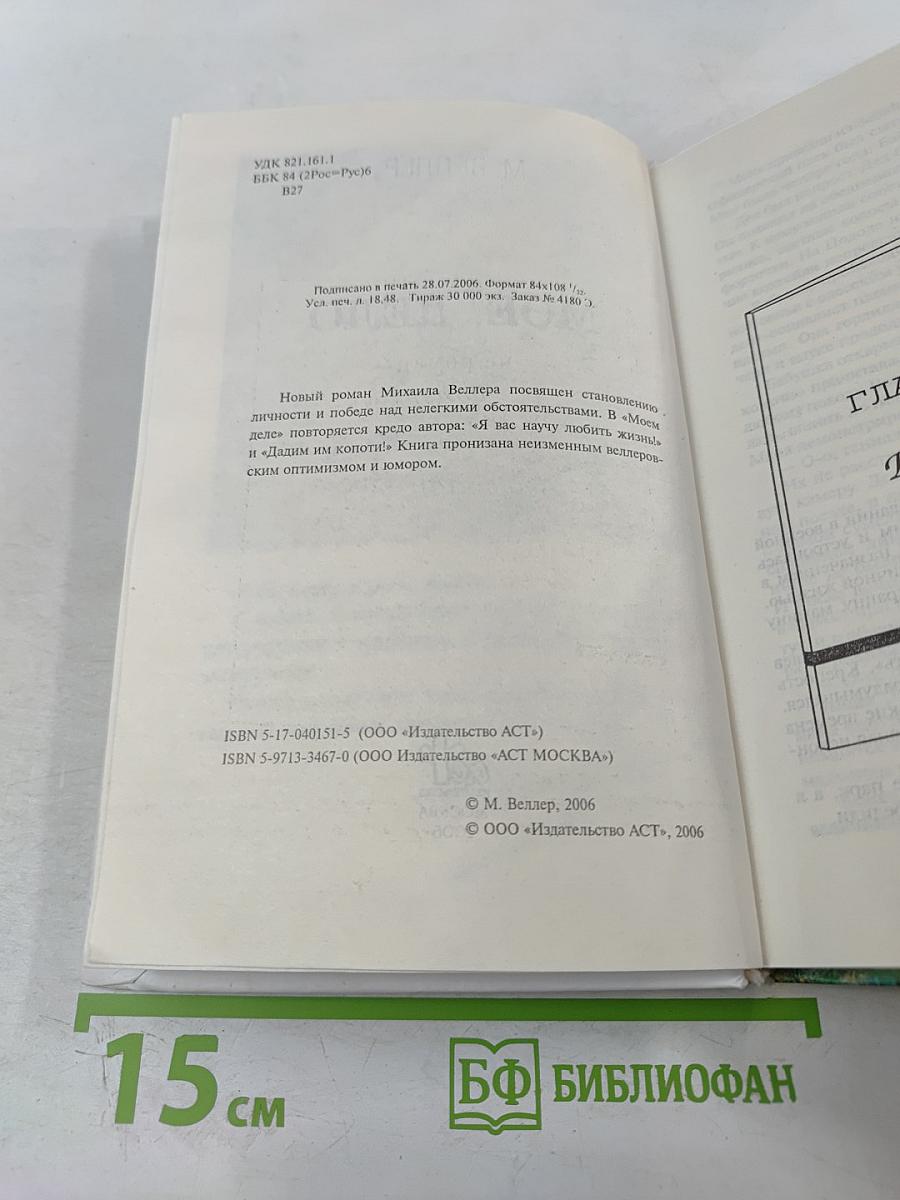 УДК 821.161.1
ББК 84 (2Рос=Рус)6
В27
Подписано в печать 28.07.2006. Формат 84х108 1/32.
Усл. печ. л. 18,48. Тираж 30 000 экз. Заказ № 4180 Э.
Новый роман Михаила Веллера посвящен становлению
личности и победе над нелегкими обстоятельствами. В «Моем
деле» повторяется кредо автора: «Я вас научу любить жизнь!»
и «Дадим им копоти!» Книга пронизана неизменным веллеров-
ским оптимизмом и юмором.
ISBN 5-17-040151-5 (ООО «Издательство АСТ»)
ISBN 5-9713-3467-0 (ООО Издательство «АСТ МОСКВА»)
© М. Веллер, 2006
© ООО «Издательство АСТ», 2006
ГЛА
15 см
БФ БИБЛИОФАН